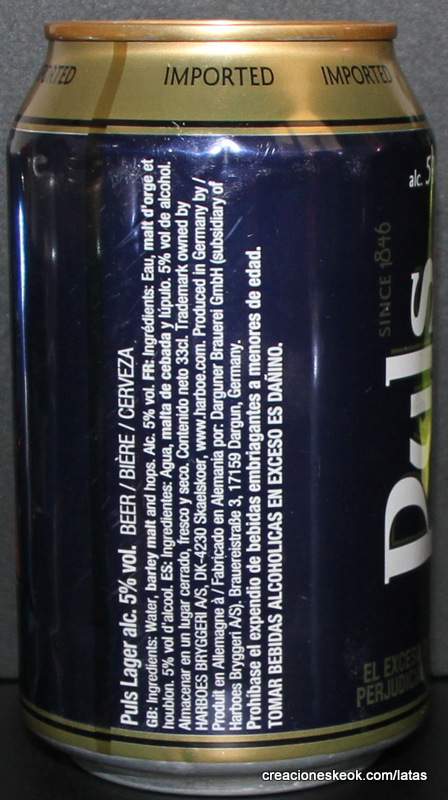 IMPORTED IMPORTED
alc. 5
SINCE 1846
Puls
Puls Lager alc. 5% vol. BEER / BIÈRE / CERVEZA
GB: Ingredients: Water, barley malt and hops. Alc. 5% vol. FR: Ingrédients: Eau, malt d'orge et
houblon. 5% vol d'alcool. ES: Ingredientes: Agua, malta de cebada y lúpulo. 5% vol de alcohol.
Almacenar en un lugar cerrado, fresco y seco. Contenido neto 33cl. Trademark owned by
HARBOES BRYGGERI A/S, DK-4230 Skaelskoer, www.harboe.com. Produced in Germany by /
Produit en Allemagne à / Fabricado en Alemania por: Darguner Brauerei GmbH (subsidiary of
Harboes Bryggeri A/S), Brauereistraße 3, 17159 Dargun, Germany.
Prohibase el expendio de bebidas embriagantes a menores de edad.
TOMAR BEBIDAS ALCOHOLICAS EN EXCESO ES DAÑINO.
EL EXCES
PERJUDICI
creacioneskeok.com/latas